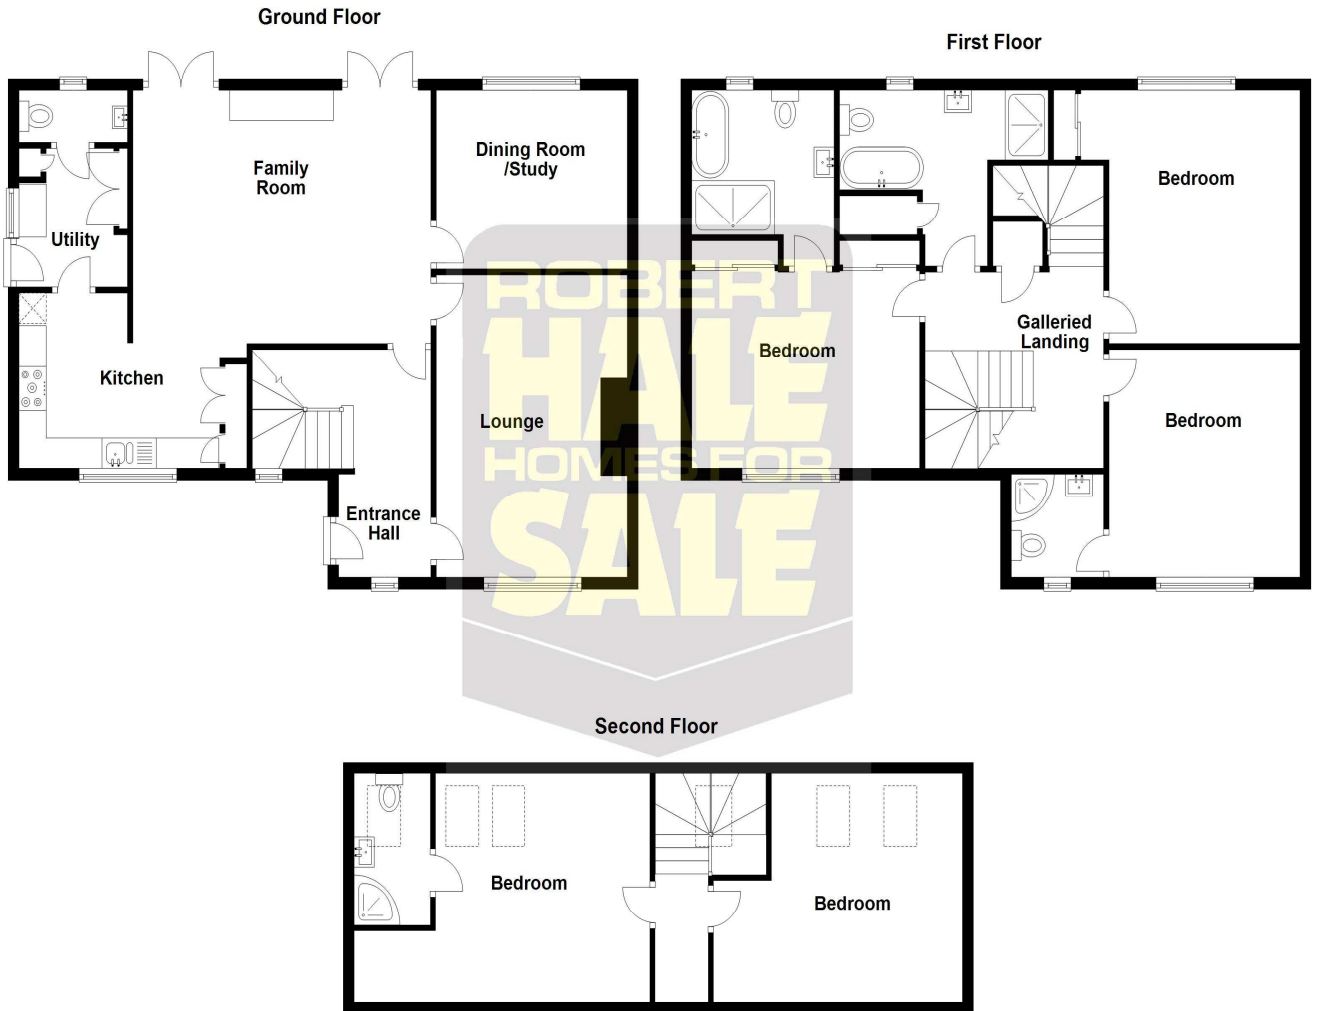 Ground Floor
First Floor
Family
Room
Dining Room
/Study
Utility
Kitchen
Lounge
Entrance
Hall
Bedroom
Bedroom
Galleried
Landing
Bedroom
ROBERT
HALE
HOMES FOR
SALE
Second Floor
Bedroom
Bedroom